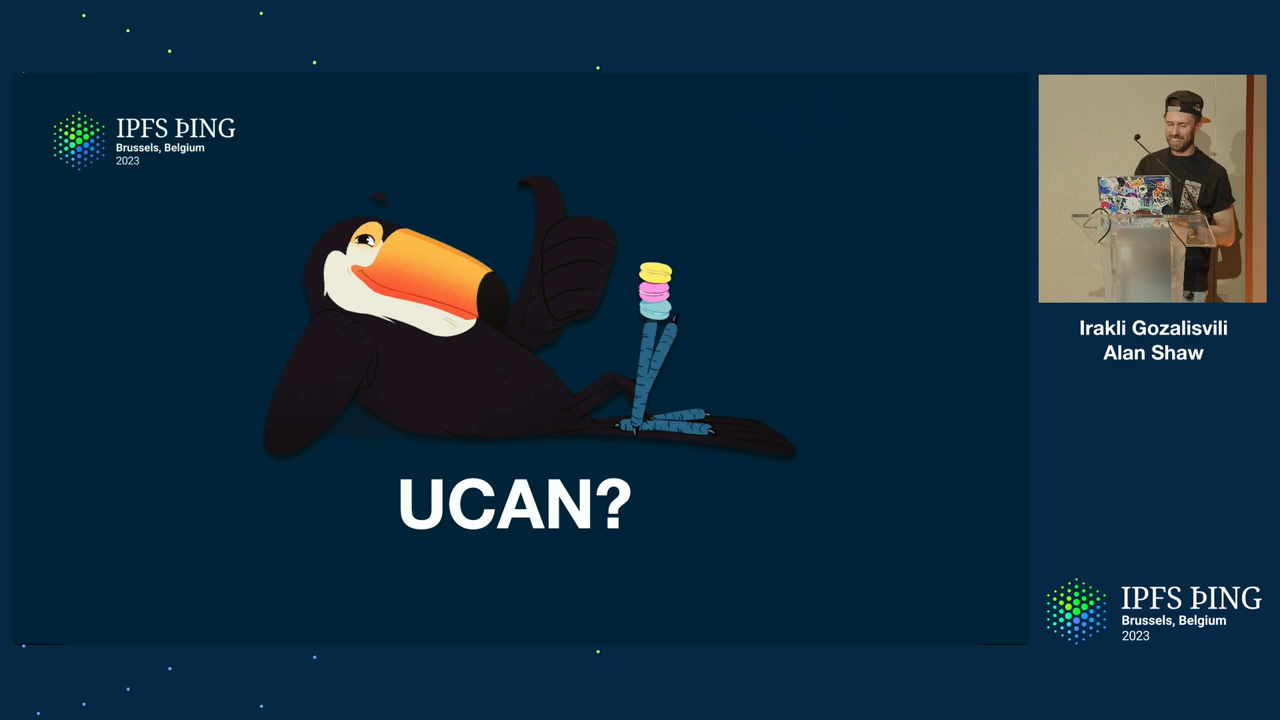 IPFS ÞING
Brussels, Belgium
2023
UCAN?
Irakli Gozalisvili
Alan Shaw
IPFS ÞING
Brussels, Belgium
2023